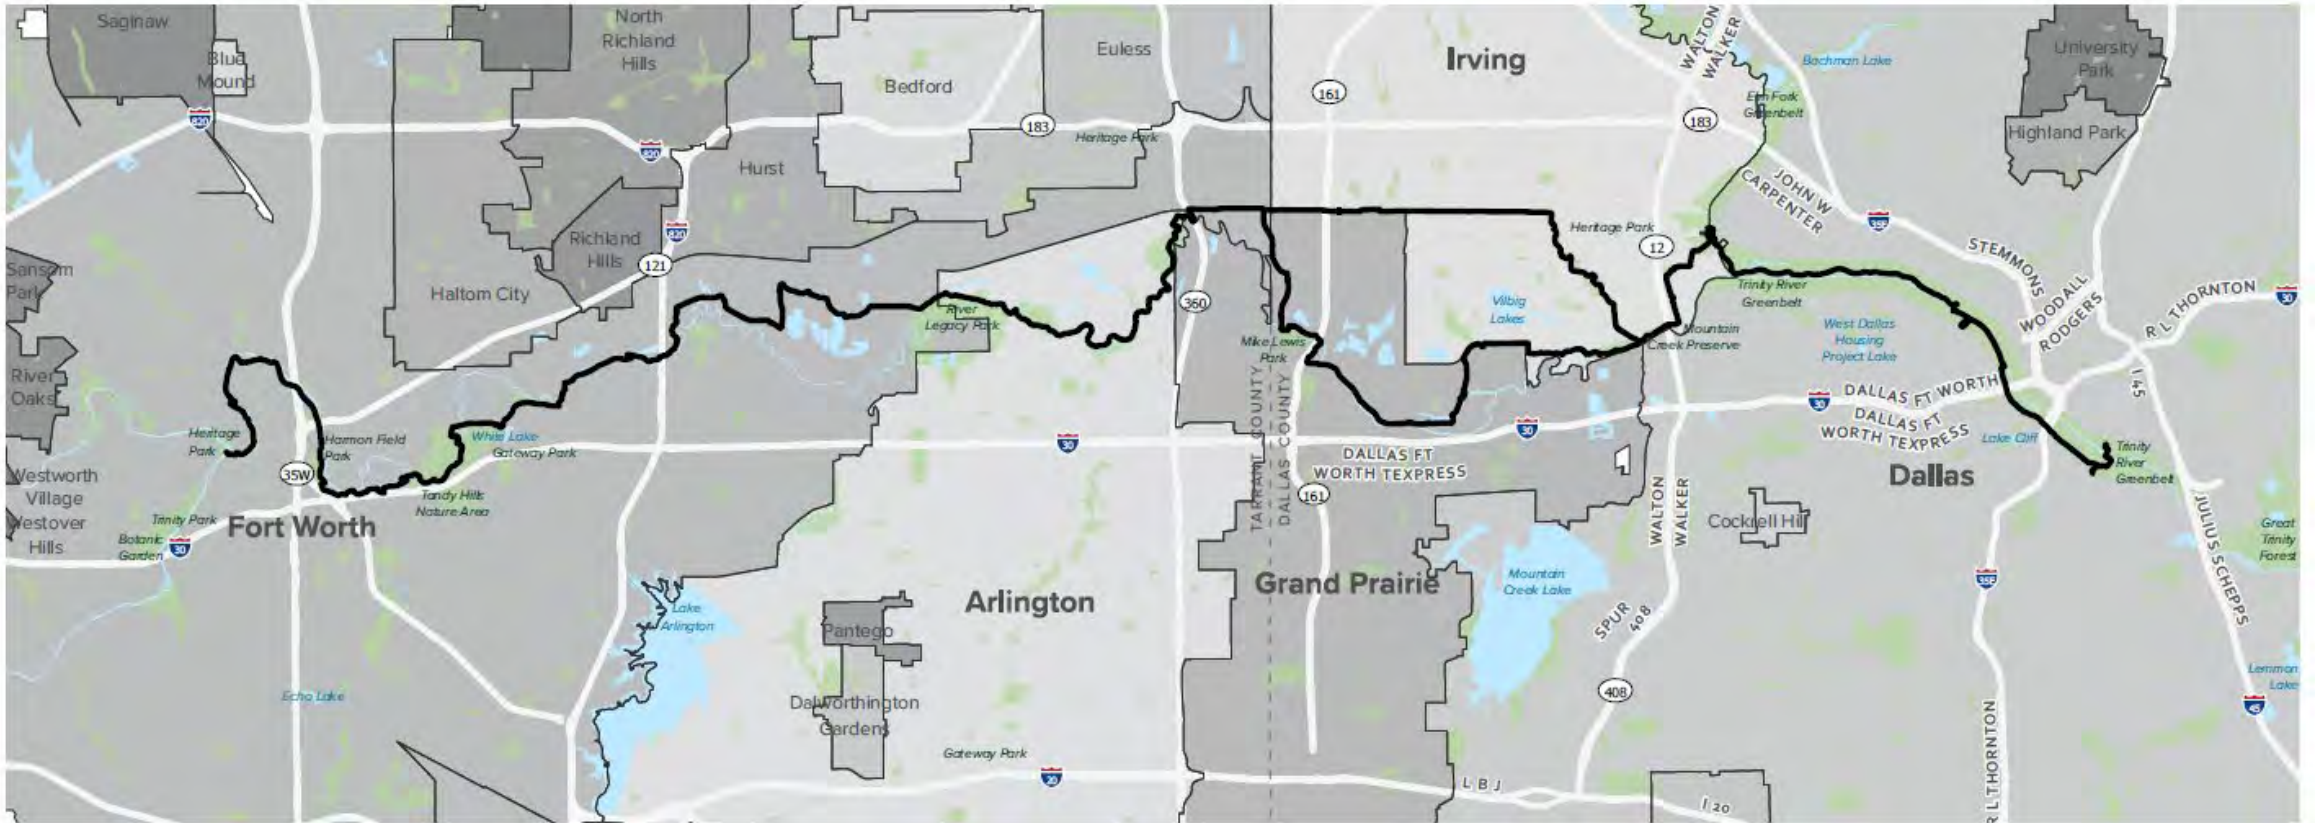 Saginaw
Blue
Mound
820
North
Richland
Hills
820
Bedford
Euless
183
Heritage Park
Hurst
161
Irving
WALTON
WALKER
Bachman Lake
Elm Fork
Greenbelt
183
University
Park
Highland Park
JOHN W
CARPENTER
35E
Sansom
Park
Richland
Hills
820
121
Haltom City
River
Legacy Park
360
Mike Lewis
Park
Vilbig
Lakes
Heritage Park
12
Mountain
Creek Preserve
Trinity River
Greenbelt
West Dallas
Housing
Project Lake
STEMMONS
WOODALL
RODGERS
R L THORNTON
30
I 45
River
Oaks
Heritage
Park
Harmon Field
Park
35W
White Lake
Gateway Park
Tandy Hills
Nature Area
30
TARRANT COUNTY
DALLAS COUNTY
DALLAS FT
WORTH TEXPRESS
30
30
DALLAS FT WORTH
DALLAS FT
WORTH TEXPRESS
Lake Cliff
Dallas
Trinity
River
Greenbelt
Westworth
Village
Westover
Hills
Trinity Park
Botanic
Garden
30
Fort Worth
161
WALTON
WALKER
Cockrell Hill
JULIUS SCHEPPS
Great
Trinity
Forest
Lake
Arlington
Arlington
Grand Prairie
Mountain
Creek Lake
SPUR
408
35E
Pantego
Dalworthington
Gardens
Echo Lake
Gateway Park
20
LBJ
I 20
408
R L THORNTON
Lemmon
Lake
45